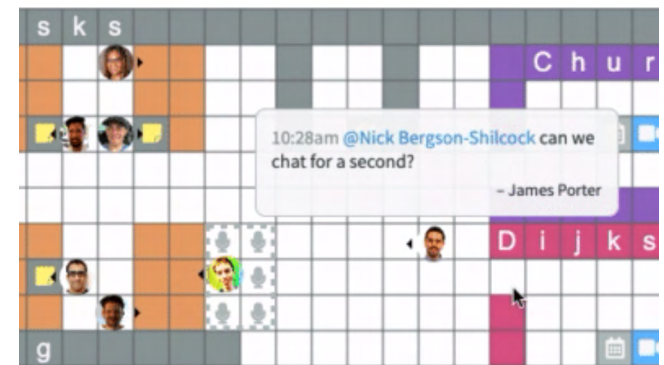 s k s
C h u r
10:28am @Nick Bergson-Shilcock can we
chat for a second?
– James Porter
D i j k s
g